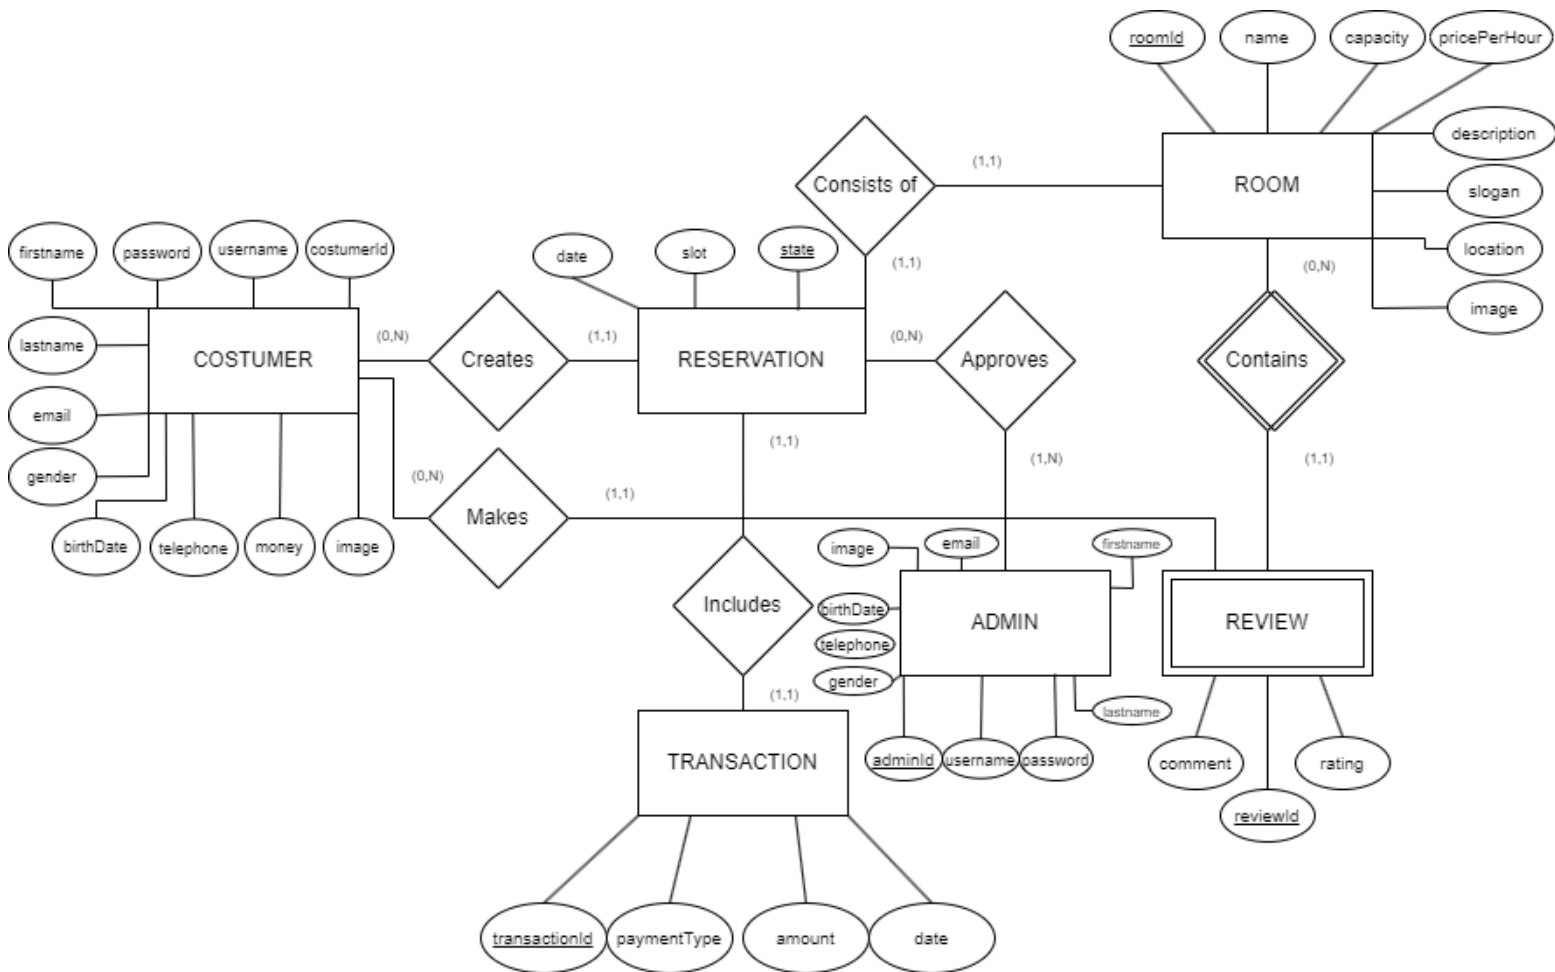 roomId
name
capacity
pricePerHour
description
slogan
location
image
ROOM
Consists of
(1,1)
(1,1)
(0,N)
firstname
password
username
costumerId
lastname
email
gender
birthDate
telephone
money
image
COSTUMER
(0,N)
Creates
(1,1)
date
slot
state
RESERVATION
(0,N)
Approves
(1,N)
Contains
(1,1)
(0,N)
Makes
(1,1)
(1,1)
Includes
(1,1)
image
email
firstname
birthDate
telephone
gender
ADMIN
lastname
adminId
username
password
REVIEW
comment
reviewId
rating
TRANSACTION
transactionId
paymentType
amount
date